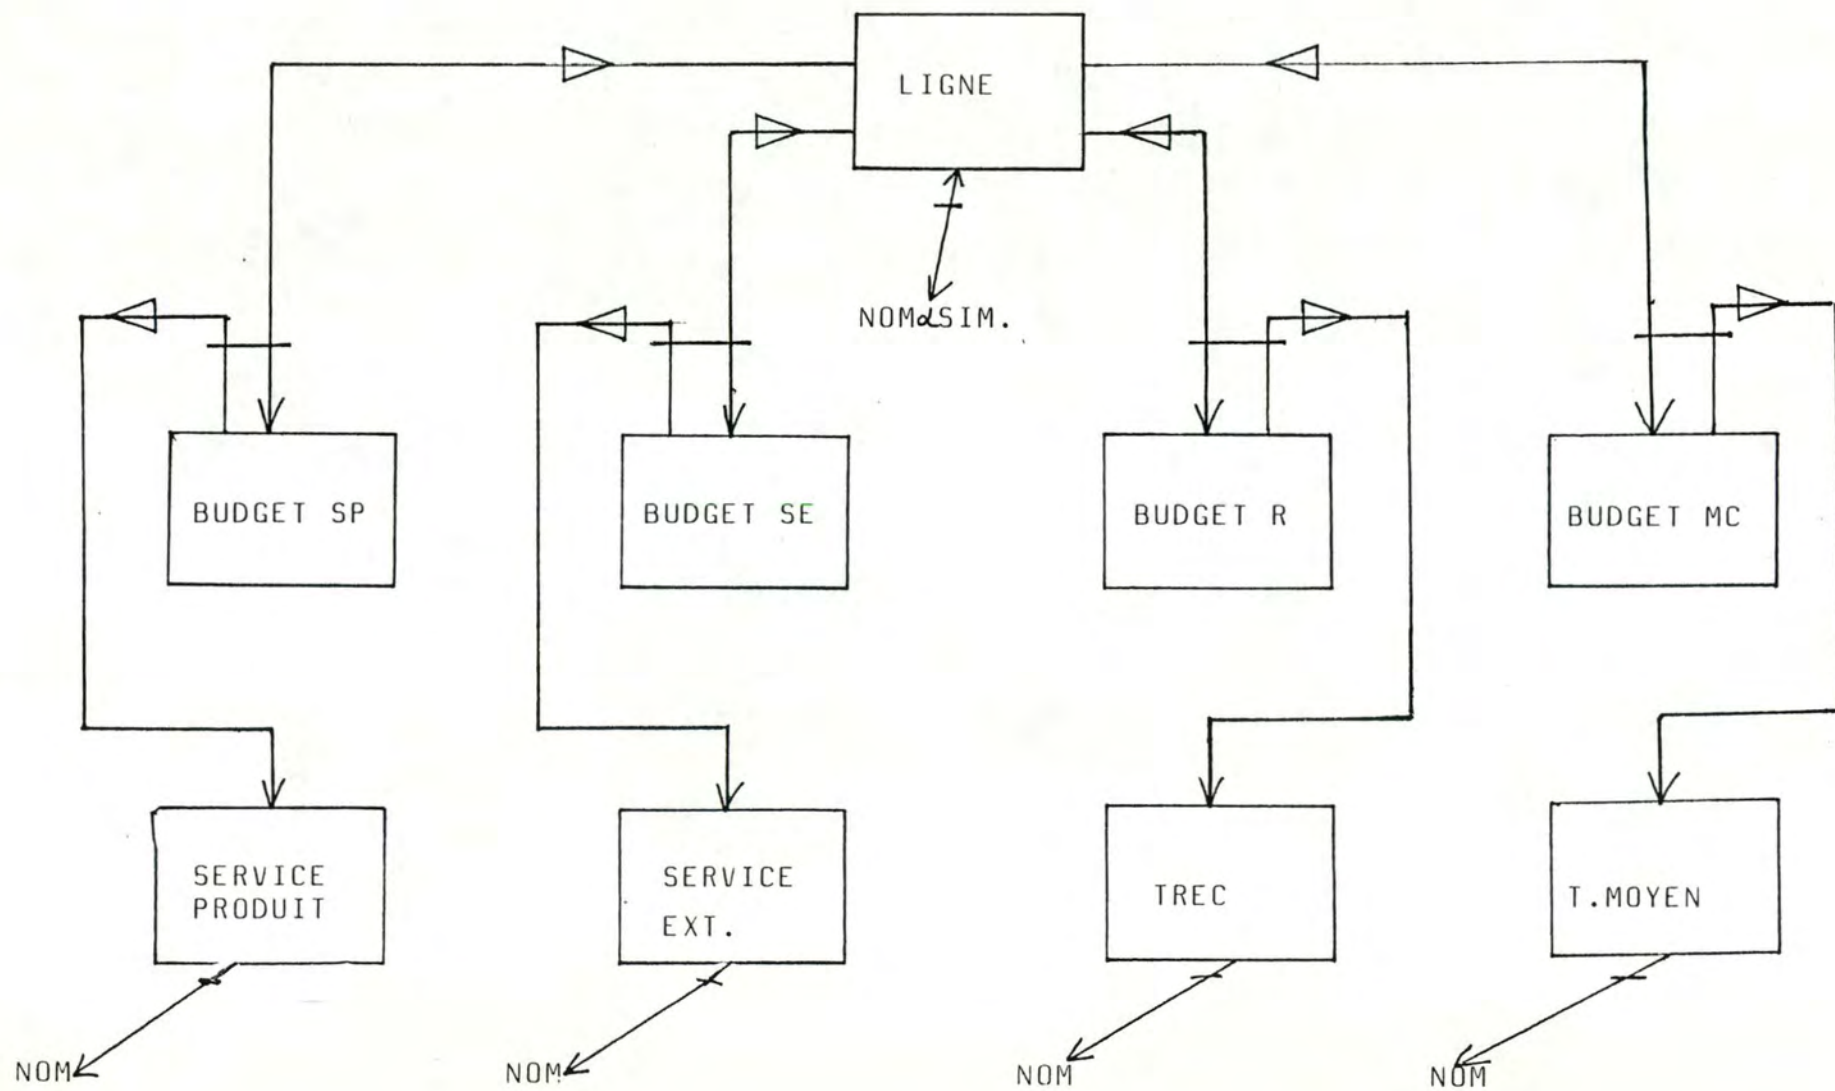 LIGNE
NOMαSIM.
BUDGET SP
BUDGET SE
BUDGET R
BUDGET MC
SERVICE
PRODUIT
SERVICE
EXT.
TREC
T.MOYEN
NOM
NOM
NOM
NOM